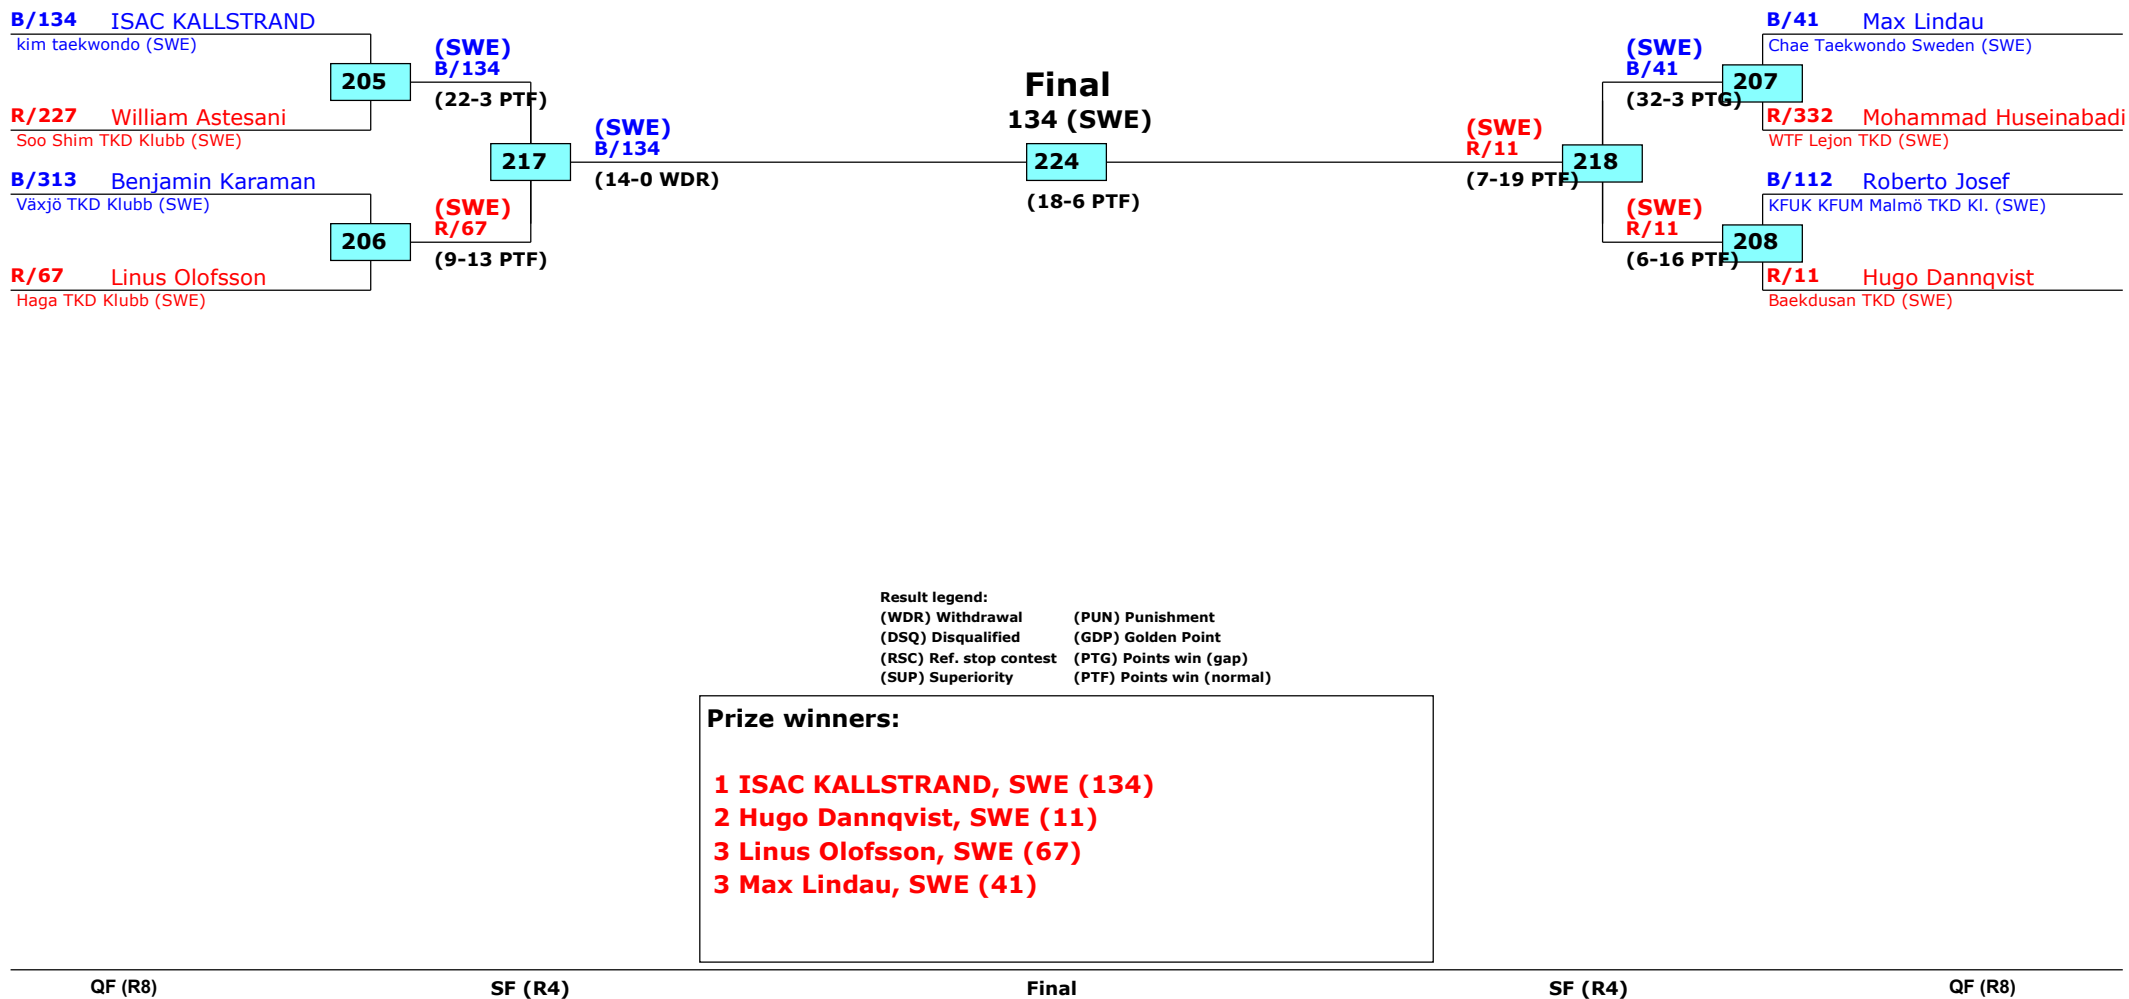 B/134 ISAC KALLSTRAND
kim taekwondo (SWE)
205
R/227 William Astesani
Soo Shim TKD Klubb (SWE)
B/313 Benjamin Karaman
Växjö TKD Klubb (SWE)
206
R/67 Linus Olofsson
Haga TKD Klubb (SWE)
(SWE)
B/134
(22-3 PTF)
217
(SWE)
R/67
(9-13 PTF)
(SWE)
B/134
(14-0 WDR)
Final
134 (SWE)
224
(18-6 PTF)
(SWE)
R/11
(7-19 PTF)
218
(SWE)
B/41
(32-3 PTG)
(SWE)
R/11
(6-16 PTF)
B/41 Max Lindau
Chae Taekwondo Sweden (SWE)
207
R/332 Mohammad Huseinabadi
WTF Lejon TKD (SWE)
B/112 Roberto Josef
KFUK KFUM Malmö TKD Kl. (SWE)
208
R/11 Hugo Dannqvist
Baekdusan TKD (SWE)
Result legend:
(WDR) Withdrawal (PUN) Punishment
(DSQ) Disqualified (GDP) Golden Point
(RSC) Ref. stop contest (PTG) Points win (gap)
(SUP) Superiority (PTF) Points win (normal)
Prize winners:
1 ISAC KALLSTRAND, SWE (134)
2 Hugo Dannqvist, SWE (11)
3 Linus Olofsson, SWE (67)
3 Max Lindau, SWE (41)
QF (R8) SF (R4) Final SF (R4) QF (R8)